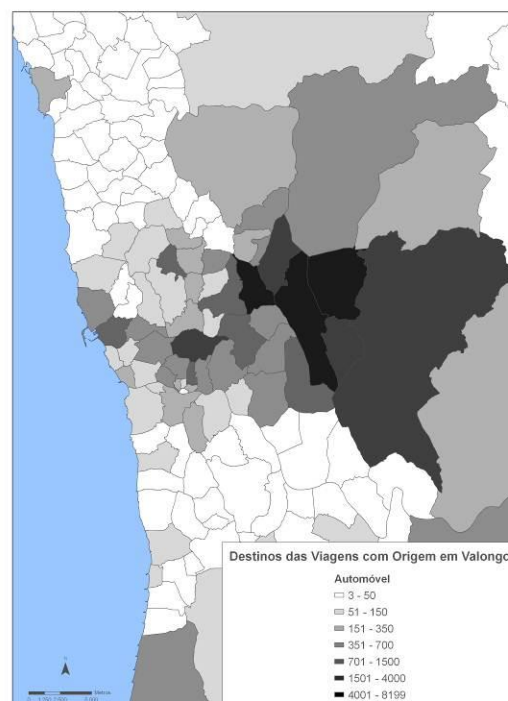 Destinos das Viagens com Origem em Valongo
Automóvel
3 - 50
51 - 150
151 - 350
351 - 700
701 - 1500
1501 - 4000
4001 - 8199
N